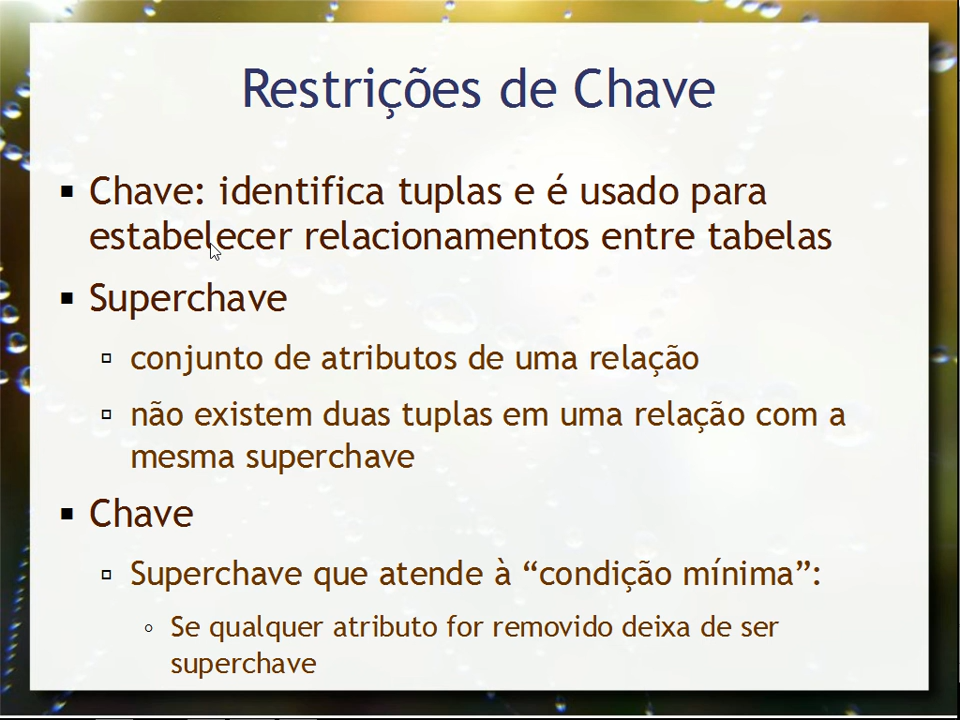 Restrições de Chave
Chave: identifica tuplas e é usado para
estabelecer relacionamentos entre tabelas
Superchave
conjunto de atributos de uma relação
não existem duas tuplas em uma relação com a
mesma superchave
Chave
Superchave que atende à “condição mínima”:
Se qualquer atributo for removido deixa de ser
superchave